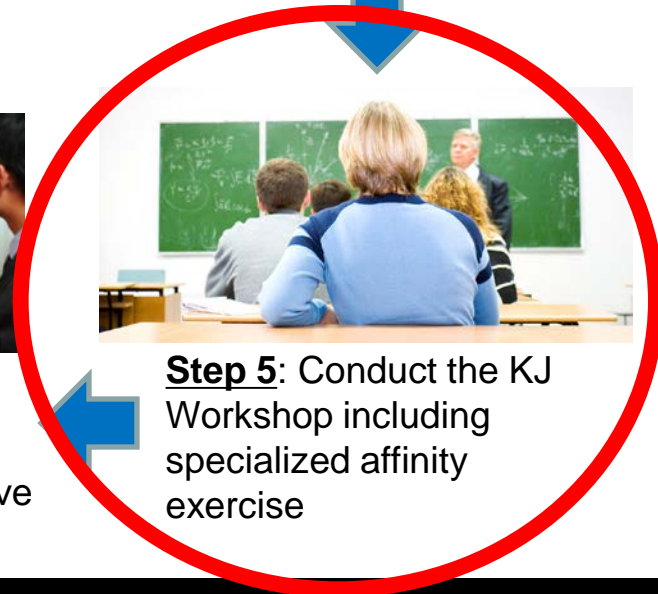 Step 5: Conduct the KJ
Workshop including
specialized affinity
exercise
ve